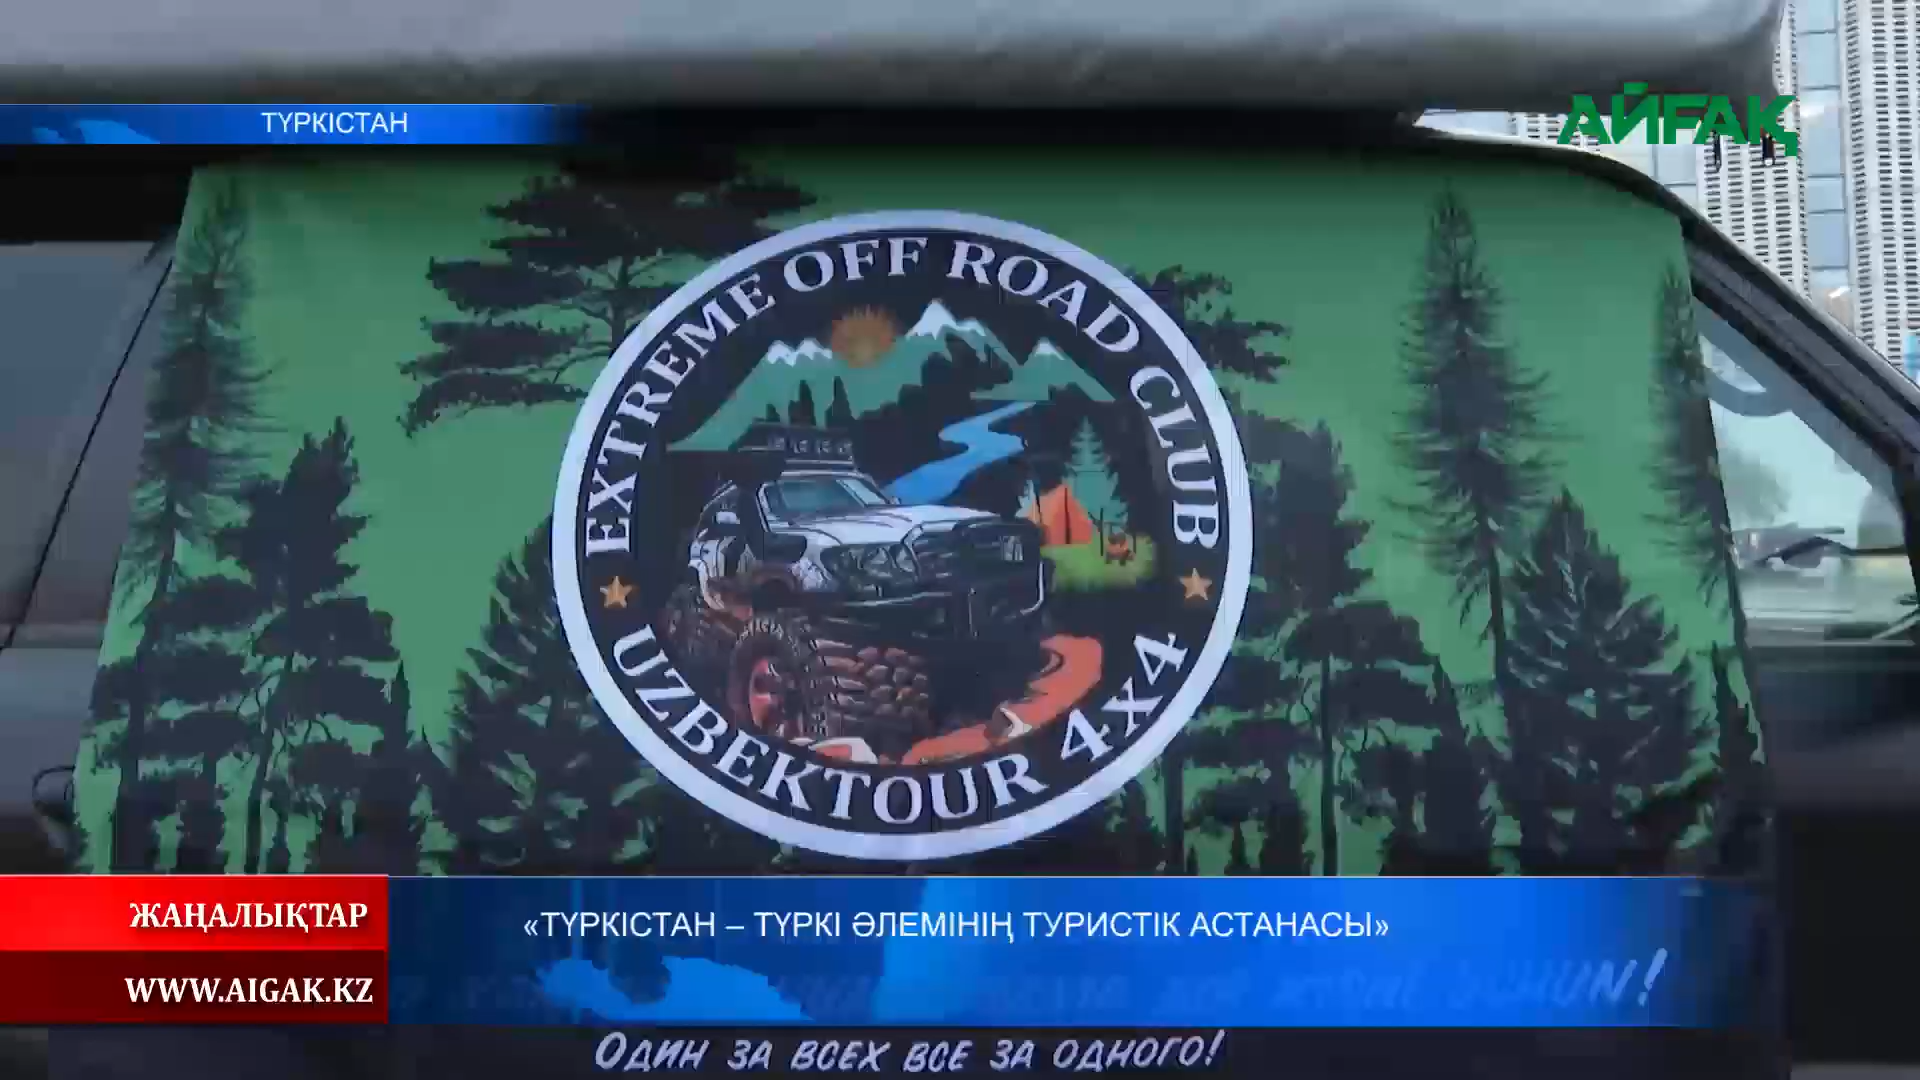 ТҮРКІСТАН
АЙҒАҚ
EXTREME OFF ROAD CLUB
UZBEKTOUR 4x4
ЖАҢАЛЫҚТАР
«ТҮРКІСТАН – ТҮРКІ ӘЛЕМІНІҢ ТУРИСТІК АСТАНАСЫ»
WWW.AIGAK.KZ
UCHUN!
Один за всех все за одного!